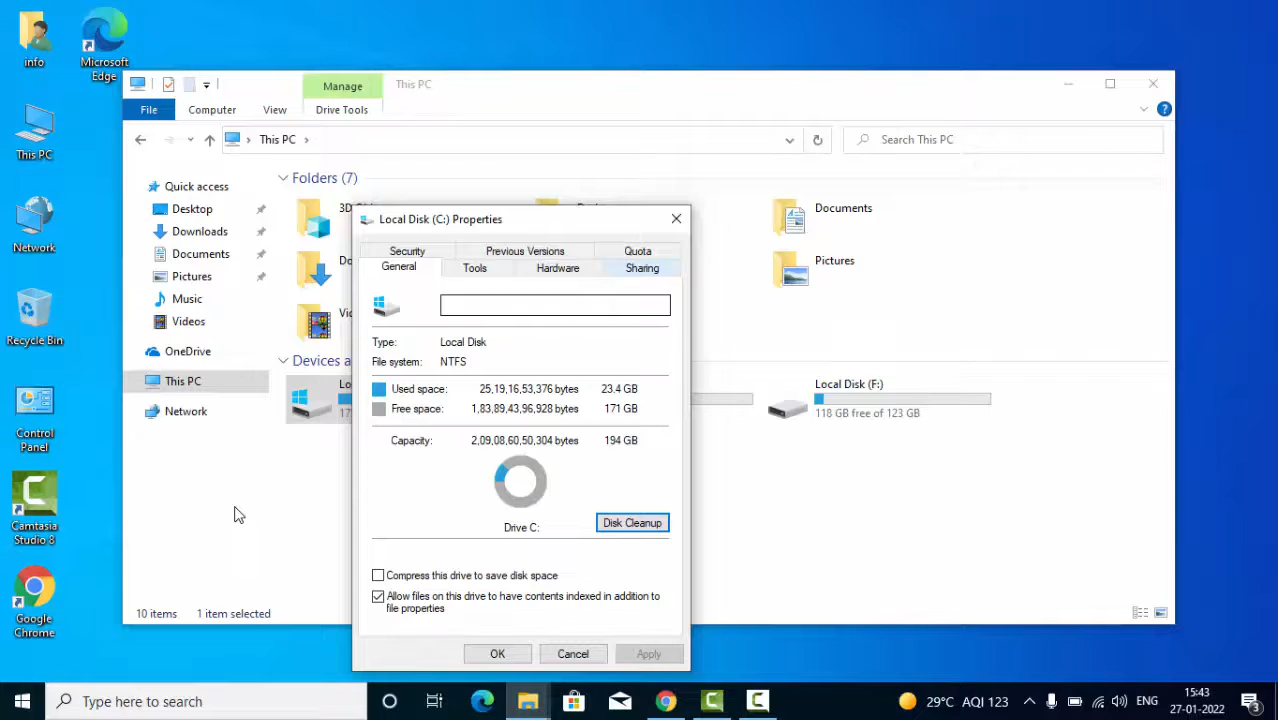 info
Microsoft Edge
This PC
Network
Recycle Bin
Control Panel
Camtasia Studio 8
Google Chrome
Manage
This PC
File
Computer
View
Drive Tools
This PC
Search This PC
Quick access
Desktop
Downloads
Documents
Pictures
Music
Videos
OneDrive
This PC
Network
Folders (7)
3D
Do
Vi
Documents
Pictures
Devices a
Lo
17
Local Disk (F:)
118 GB free of 123 GB
10 items
1 item selected
Local Disk (C:) Properties
Security
Previous Versions
Quota
General
Tools
Hardware
Sharing
Type: Local Disk
File system: NTFS
Used space: 25,19,16,53,376 bytes 23.4 GB
Free space: 1,83,89,43,96,928 bytes 171 GB
Capacity: 2,09,08,60,50,304 bytes 194 GB
Drive C:
Disk Cleanup
Compress this drive to save disk space
Allow files on this drive to have contents indexed in addition to
file properties
OK
Cancel
Apply
Type here to search
29°C AQI 123
ENG
15:43
27-01-2022
3